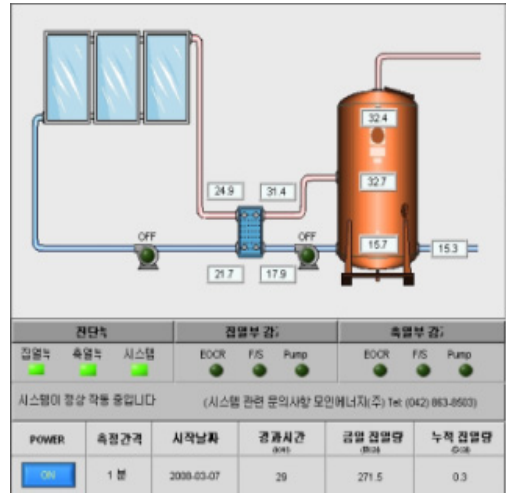 32.4
24.9
31.4
32.7
OFF
OFF
15.7
15.3
21.7
17.9
진단부
집열부 감시
축열부 감시
집열부 축열부 시스템
EOCR F/S Pump
EOCR F/S Pump
시스템이 정상 작동 중입니다
(시스템 관련 문의사항 모인에너지(주) Tel: (042) 863-8503)
POWER 측정간격 시작날짜 경과시간 금일 집열량 누적 집열량
ON 1 분 2008-03-07 29 271.5 0.3